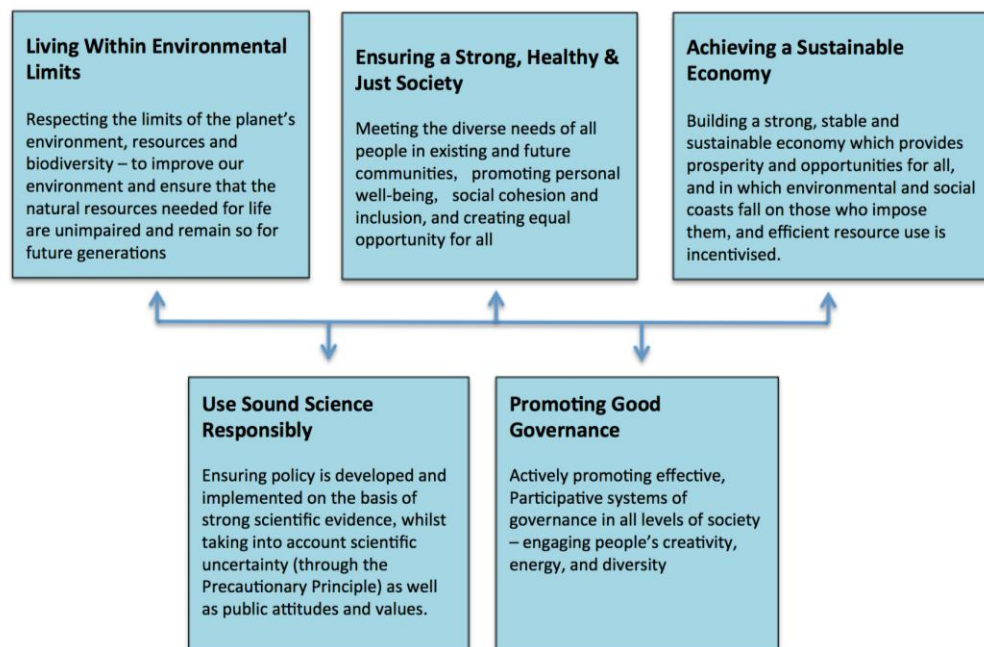 Living Within Environmental
Limits
Respecting the limits of the planet's
environment, resources and
biodiversity – to improve our
environment and ensure that the
natural resources needed for life
are unimpaired and remain so for
future generations
Ensuring a Strong, Healthy &
Just Society
Meeting the diverse needs of all
people in existing and future
communities, promoting personal
well-being, social cohesion and
inclusion, and creating equal
opportunity for all
Achieving a Sustainable
Economy
Building a strong, stable and
sustainable economy which provides
prosperity and opportunities for all,
and in which environmental and social
coasts fall on those who impose
them, and efficient resource use is
incentivised.
Use Sound Science
Responsibly
Ensuring policy is developed and
implemented on the basis of
strong scientific evidence, whilst
taking into account scientific
uncertainty (through the
Precautionary Principle) as well
as public attitudes and values.
Promoting Good
Governance
Actively promoting effective,
Participative systems of
governance in all levels of society
– engaging people's creativity,
energy, and diversity